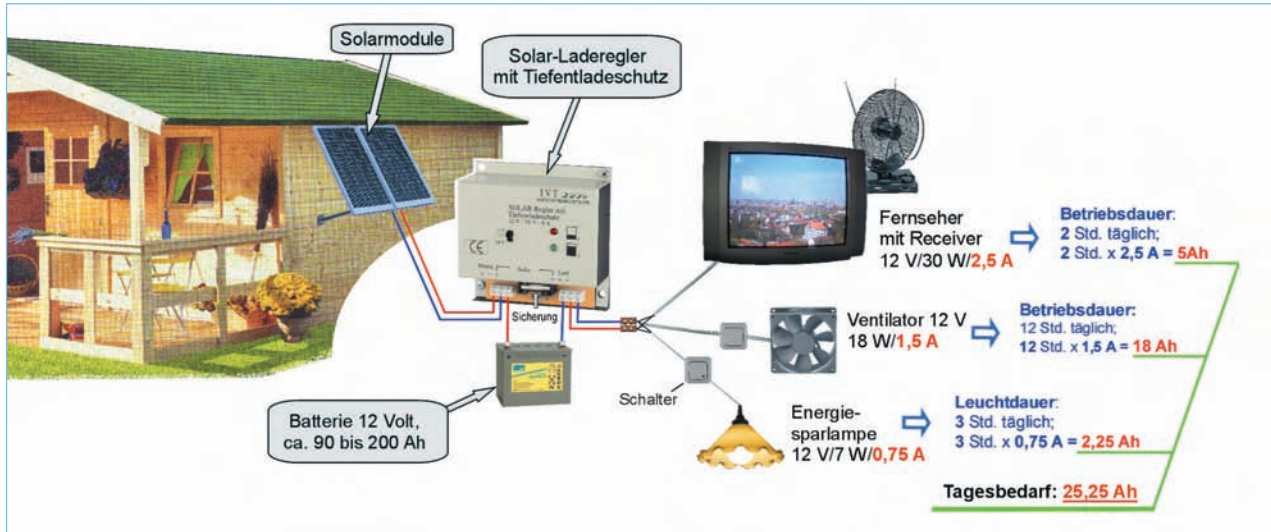 Solarmodule
Solar-Laderegler
mit Tiefentladeschutz
IVT
SOLAR-Regler mit
Tiefentladeschutz
CE
Sicherung
Batterie 12 Volt,
ca. 90 bis 200 Ah
Schalter
Fernseher
mit Receiver
12 V/30 W/2,5 A
Betriebsdauer:
2 Std. täglich;
2 Std. x 2,5 A = 5Ah
Ventilator 12 V
18 W/1,5 A
Betriebsdauer:
12 Std. täglich;
12 Std. x 1,5 A = 18 Ah
Energie-
sparlampe
12 V/7 W/0,75 A
Leuchtdauer:
3 Std. täglich;
3 Std. x 0,75 A = 2,25 Ah
Tagesbedarf: 25,25 Ah